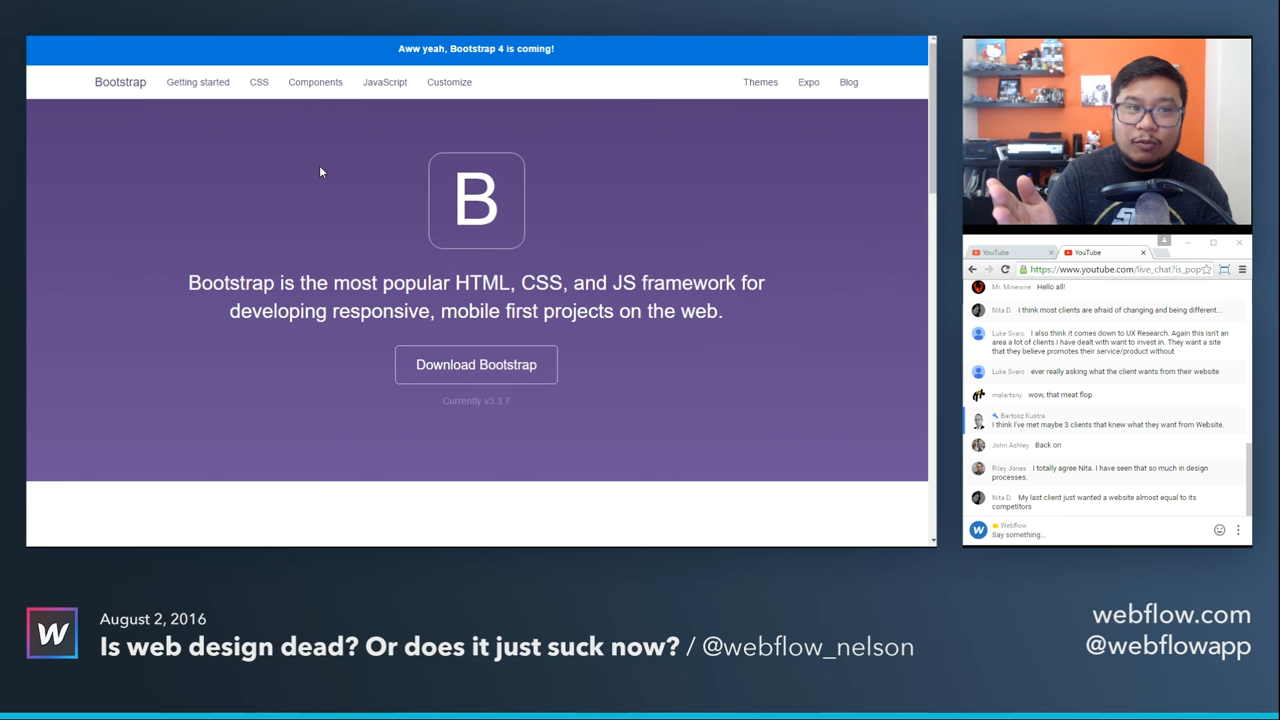 Aww yeah, Bootstrap 4 is coming!
Bootstrap Getting started CSS Components JavaScript Customize Themes Expo Blog
B
Bootstrap is the most popular HTML, CSS, and JS framework for
developing responsive, mobile first projects on the web.
Download Bootstrap
Currently v3.3.7
YouTube YouTube
https://www.youtube.com/live_chat?is_pop
Mr. Minewire Hello all!
Nita D. I think most clients are afraid of changing and being different...
Luke Svarc I also think it comes down to UX Research. Again this isn't an
area a lot of clients I have dealt with want to invest in. They want a site
that they believe promotes their service/product without
Luke Svarc ever really asking what the client wants from their website
malartsny wow, that meat flop
Bartosz Kustra
I think I've met maybe 3 clients that knew what they want from Website.
John Ashley Back on
Riley Jones I totally agree Nita. I have seen that so much in design
processes.
Nita D. My last client just wanted a website almost equal to its
competitors
Webflow
Say something...
W
August 2, 2016
Is web design dead? Or does it just suck now? / @webflow_nelson
webflow.com
@webflowapp